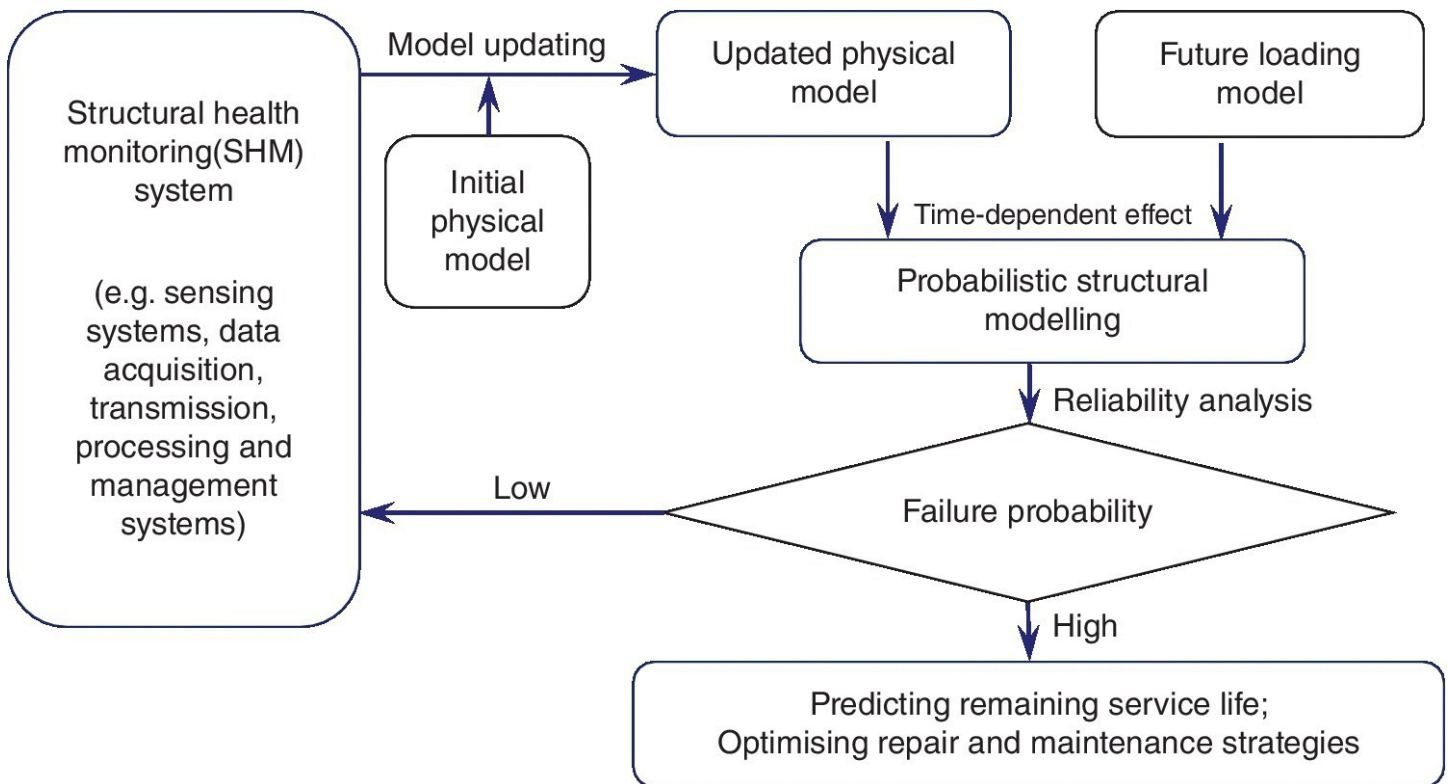 Structural health
monitoring(SHM)
system
(e.g. sensing
systems, data
acquisition,
transmission,
processing and
management
systems)
Model updating
Initial
physical
model
Updated physical
model
Future loading
model
Time-dependent effect
Probabilistic structural
modelling
Reliability analysis
Failure probability
Low
High
Predicting remaining service life;
Optimising repair and maintenance strategies